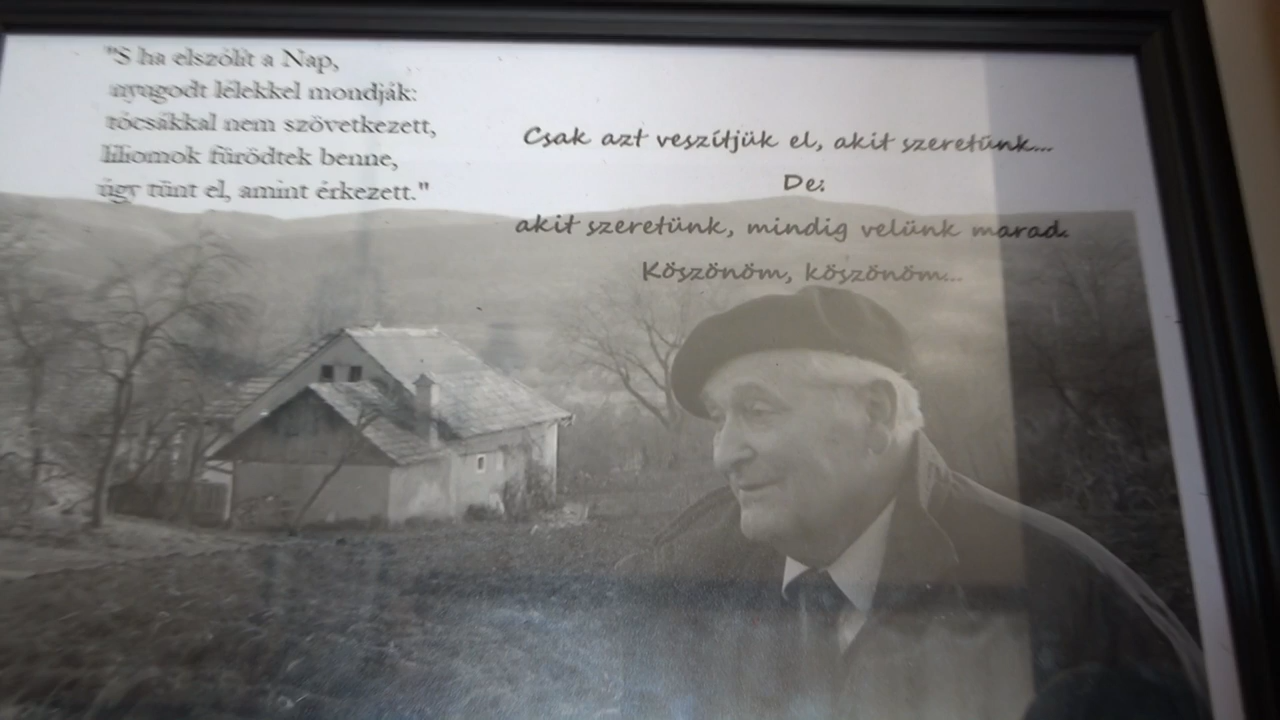 "S ha elszólít a Nap,
nyugodt lélekkel mondják:
tócsákkal nem szövetkezett,
liliomok fürödtek benne,
úgy tűnt el, amint érkezett."
Csak azt veszítjük el, akit szeretünk...
De:
akit szeretünk, mindig velünk marad.
Köszönöm, köszönöm...